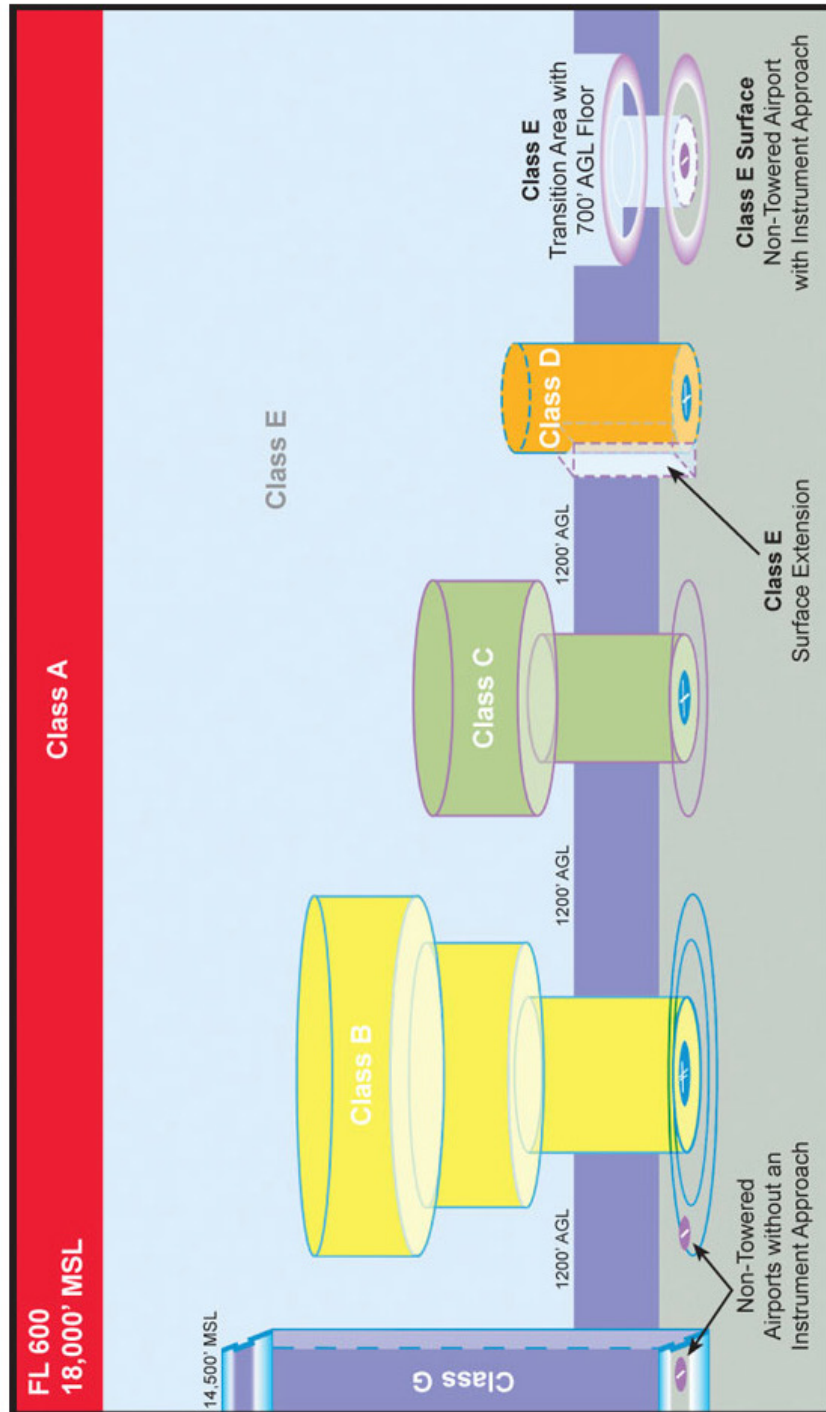 FL 600
18,000' MSL
Class A
14,500' MSL
Class G
Class B
Class C
Class D
Class E
1200' AGL
1200' AGL
1200' AGL
Class E
Transition Area with
700' AGL Floor
Non-Towered
Airports without an
Instrument Approach
Class E
Surface Extension
Class E Surface
Non-Towered Airport
with Instrument Approach